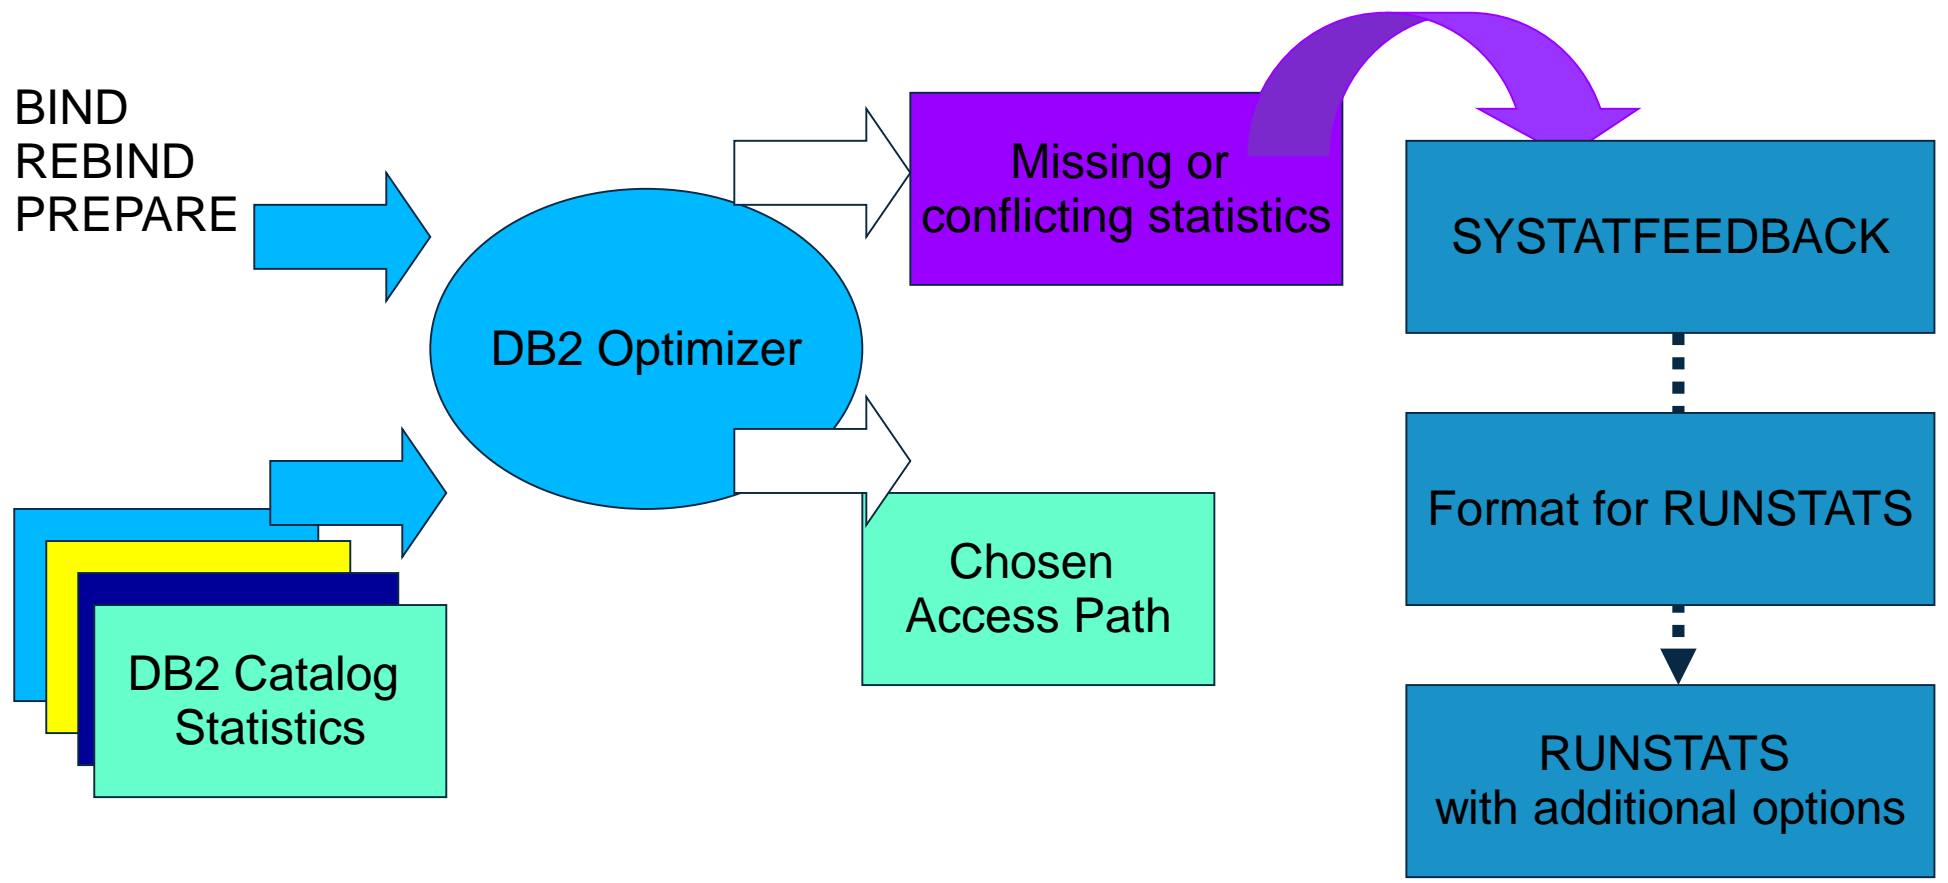 BIND
REBIND
PREPARE
DB2 Catalog
Statistics
DB2 Optimizer
Missing or
conflicting statistics
Chosen
Access Path
SYSTATFEEDBACK
Format for RUNSTATS
RUNSTATS
with additional options